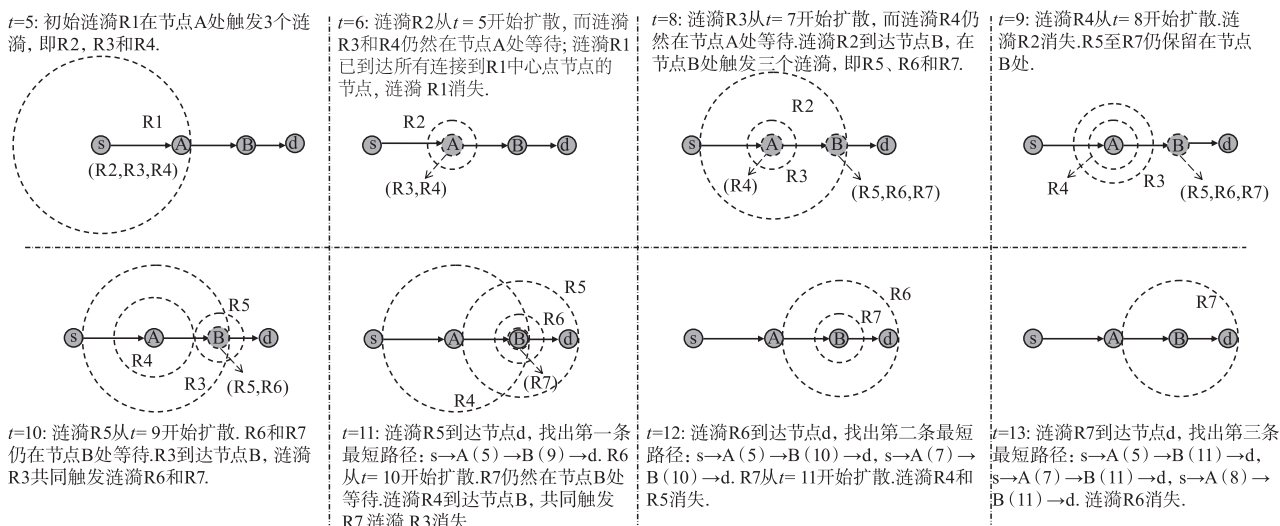 t=5: 初始涟漪R1在节点A处触发3个涟
漪, 即R2, R3和R4.
R1
s
A
B
d
(R2,R3,R4)
t=6: 涟漪R2从t=5开始扩散, 而涟漪
R3和R4仍然在节点A处等待; 涟漪R1
已到达所有连接到R1中心点节点的
节点, 涟漪 R1消失.
R2
s
A
B
d
(R3,R4)
t=8: 涟漪R3从t=7开始扩散, 而涟漪R4仍
然在节点A处等待.涟漪R2到达节点B, 在
节点B处触发三个涟漪, 即R5、R6和R7.
R2
s
A
B
d
(R4)
R3
(R5,R6,R7)
t=9: 涟漪R4从t=8开始扩散.涟
漪R2消失.R5至R7仍保留在节点
B处.
s
A
B
d
R4
R3
(R5,R6,R7)
R5
s
A
B
d
R4
R3
(R5,R6)
t=10: 涟漪R5从t=9开始扩散. R6和R7
仍在节点B处等待.R3到达节点B, 涟漪
R3共同触发涟漪R6和R7.
R5
R6
s
A
B
d
(R7)
R4
t=11: 涟漪R5到达节点d, 找出第一条
最短路径: s→A(5)→B(9)→d. R6
从t=10开始扩散.R7仍然在节点B处
等待.涟漪R4到达节点B, 共同触发
R7.涟漪 R3消失
R6
R7
s
A
B
d
t=12: 涟漪R6到达节点d, 找出第二条最短
路径: s→A(5)→B(10)→d, s→A(7)→
B(10)→d. R7从t=11开始扩散.涟漪R4和
R5消失.
R7
s
A
B
d
t=13: 涟漪R7到达节点d, 找出第三条
最短路径: s→A(5)→B(11)→d,
s→A(7)→B(11)→d, s→A(8)→
B(11)→d. 涟漪R6消失.